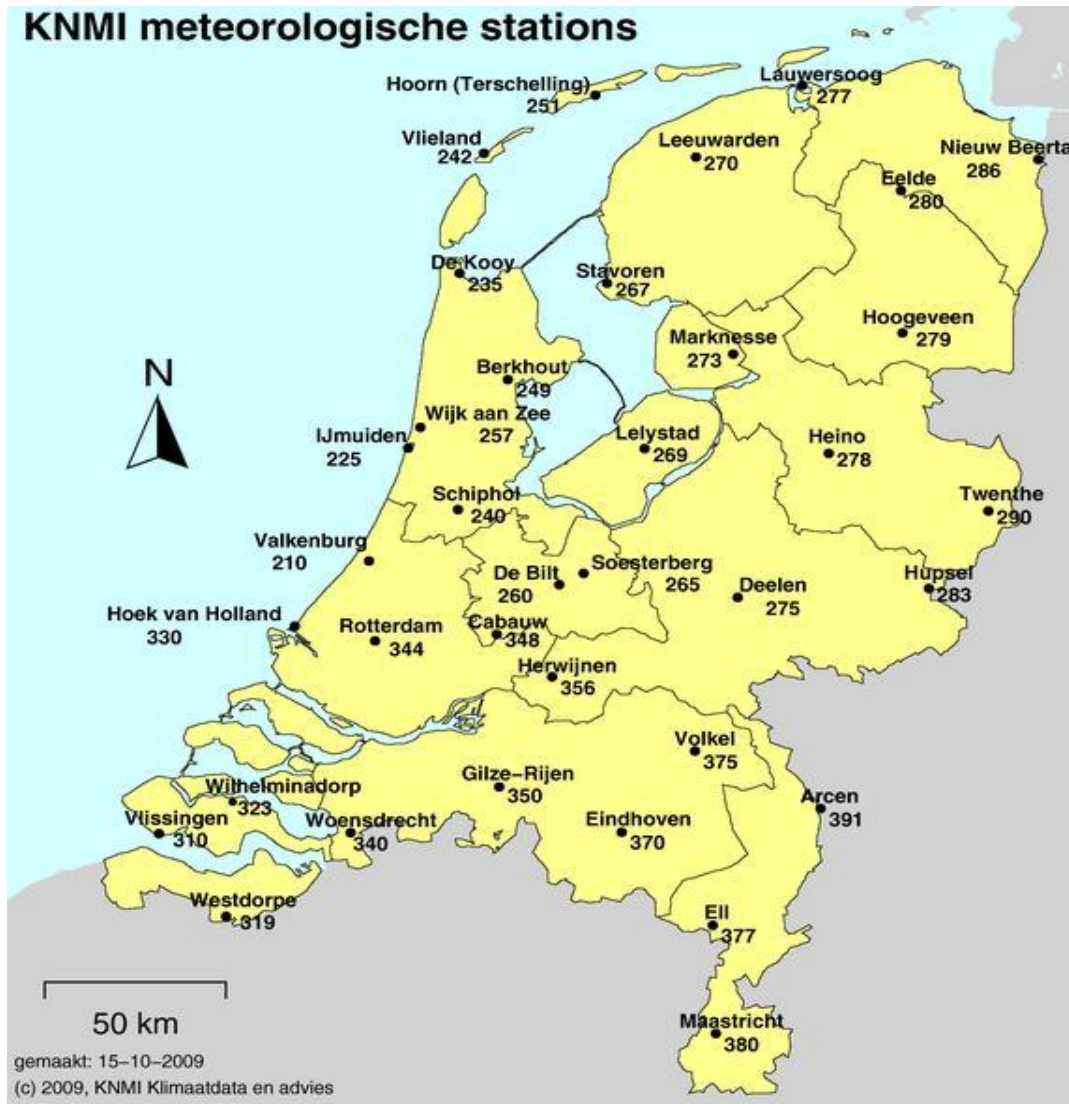 KNMI meteorologische stations
Lauwersoog
277
Hoorn (Terschelling)
251
Vlieland
242
Leeuwarden
270
Nieuw Beerta
286
Eelde
280
De Kooy
235
Stavoren
267
Hoogeveen
279
Marknesse
273
Berkhout
249
N
Wijk aan Zee
257
IJmuiden
225
Lelystad
269
Heino
278
Schiphol
240
Twenthe
290
Valkenburg
210
De Bilt
260
Soesterberg
265
Deelen
275
Hupsel
283
Hoek van Holland
330
Rotterdam
344
Cabauw
348
Herwijnen
356
Volkel
375
Gilze-Rijen
350
Wilhelminadorp
323
Vlissingen
310
Woensdrecht
340
Eindhoven
370
Arcen
391
Westdorpe
319
Ell
377
50 km
Maastricht
380
gemaakt: 15-10-2009
(c) 2009, KNMI Klimaatdata en advies